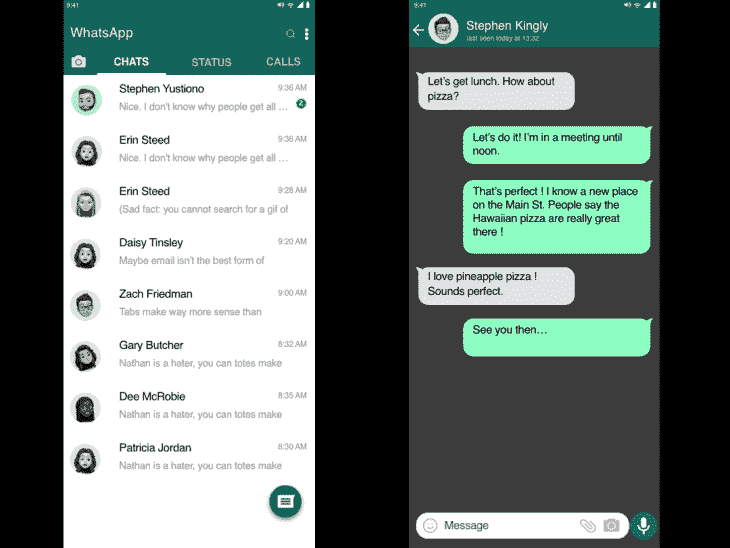 9:41
WhatsApp
CHATS STATUS CALLS
Stephen Yustiono 9:36 AM
Nice. I don't know why people get all ... 2
Erin Steed 9:36 AM
Nice. I don't know why people get all ...
Erin Steed 9:28 AM
(Sad fact: you cannot search for a gif of
Daisy Tinsley 9:20 AM
Maybe email isn't the best form of
Zach Friedman 9:00 AM
Tabs make way more sense than
Gary Butcher 8:32 AM
Nathan is a hater, you can totes make
Dee McRobie 8:35 AM
Nathan is a hater, you can totes make
Patricia Jordan 8:30 AM
Nathan is a hater, you can totes make
9:41
Stephen Kingly
last seen today at 13:32
Let's get lunch. How about
pizza?
Let's do it! I'm in a meeting until
noon.
That's perfect ! I know a new place
on the Main St. People say the
Hawaiian pizza are really great
there !
I love pineapple pizza !
Sounds perfect.
See you then…
Message